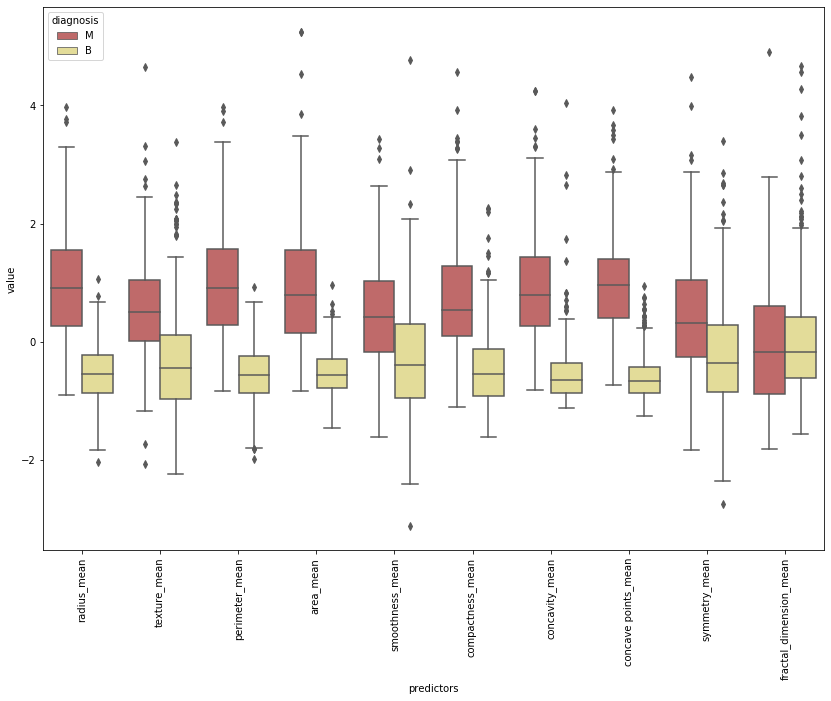 diagnosis
M
B
value
4
2
0
−2
radius_mean
texture_mean
perimeter_mean
area_mean
smoothness_mean
compactness_mean
concavity_mean
concave points_mean
symmetry_mean
fractal_dimension_mean
predictors